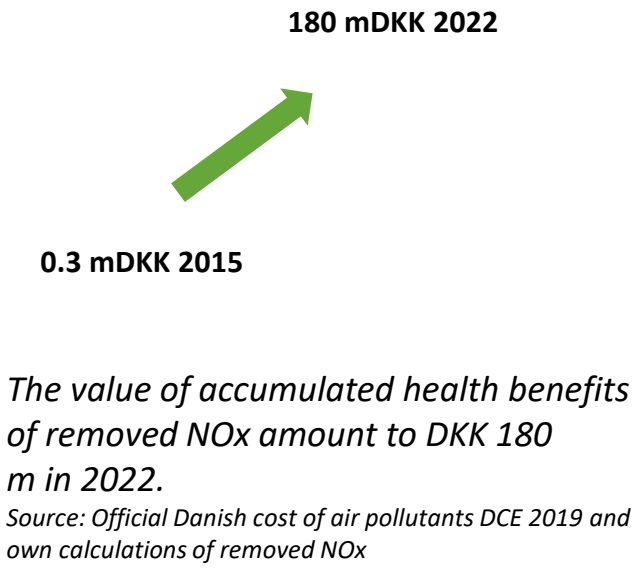 180 mDKK 2022
0.3 mDKK 2015
The value of accumulated health benefits
of removed NOx amount to DKK 180
m in 2022.
Source: Official Danish cost of air pollutants DCE 2019 and
own calculations of removed NOx